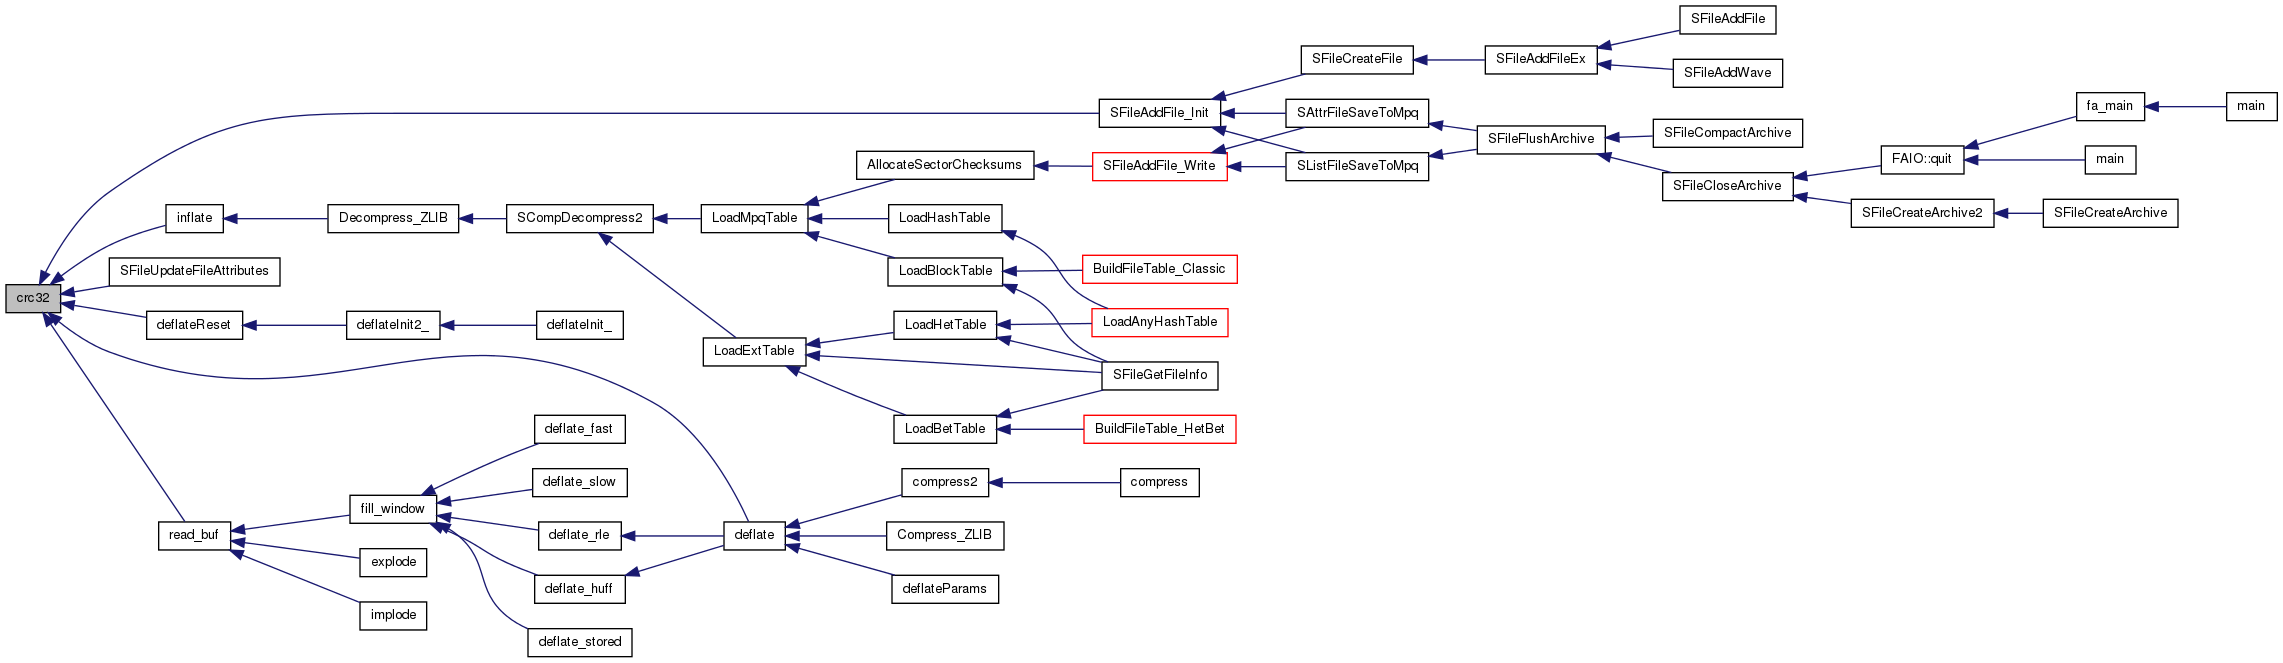 SFileAddFile
SFileCreateFile
SFileAddFileEx
SFileAddWave
SFileAddFile_Init
SAttrFileSaveToMpq
fa_main
main
SFileFlushArchive
SFileCompactArchive
AllocateSectorChecksums
SFileAddFile_Write
SListFileSaveToMpq
FAIO::quit
main
SFileCloseArchive
inflate
Decompress_ZLIB
SCompDecompress2
LoadMpqTable
LoadHashTable
SFileCreateArchive2
SFileCreateArchive
SFileUpdateFileAttributes
LoadBlockTable
BuildFileTable_Classic
crc32
deflateReset
deflateInit2_
deflateInit_
LoadHetTable
LoadAnyHashTable
LoadExtTable
SFileGetFileInfo
deflate_fast
LoadBetTable
BuildFileTable_HetBet
deflate_slow
compress2
compress
fill_window
read_buf
deflate_rle
deflate
Compress_ZLIB
explode
deflate_huff
deflateParams
implode
deflate_stored